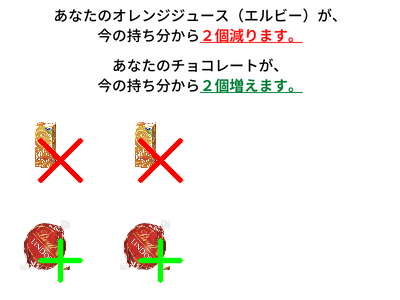 あなたのオレンジジュース（エルビー）が、
今の持ち分から２個減ります。
あなたのチョコレートが、
今の持ち分から２個増えます。